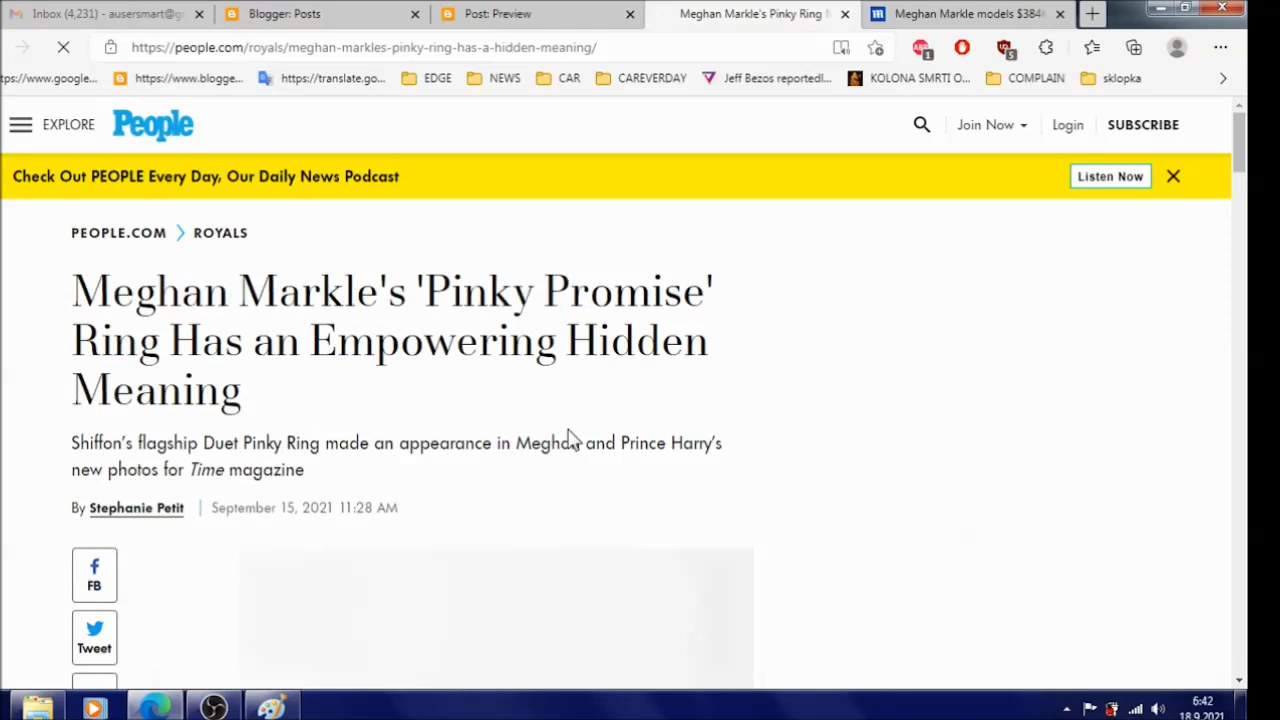 Inbox (4,231) - ausersmart@g
Blogger: Posts
Post: Preview
Meghan Markle's Pinky Ring
Meghan Markle models $384
https://people.com/royals/meghan-markles-pinky-ring-has-a-hidden-meaning/
1
5
tps://www.google...
https://www.blogge...
https://translate.go...
EDGE
NEWS
CAR
CAREVERDAY
Jeff Bezos reportedl...
KOLONA SMRTI O...
COMPLAIN
sklopka
EXPLORE
People
Join Now
Login
SUBSCRIBE
Check Out PEOPLE Every Day, Our Daily News Podcast
Listen Now
PEOPLE.COM
ROYALS
Meghan Markle's 'Pinky Promise'
Ring Has an Empowering Hidden
Meaning
Shiffon's flagship Duet Pinky Ring made an appearance in Meghan and Prince Harry's
new photos for Time magazine
By Stephanie Petit
September 15, 2021 11:28 AM
FB
Tweet
6:42
18.9.2021